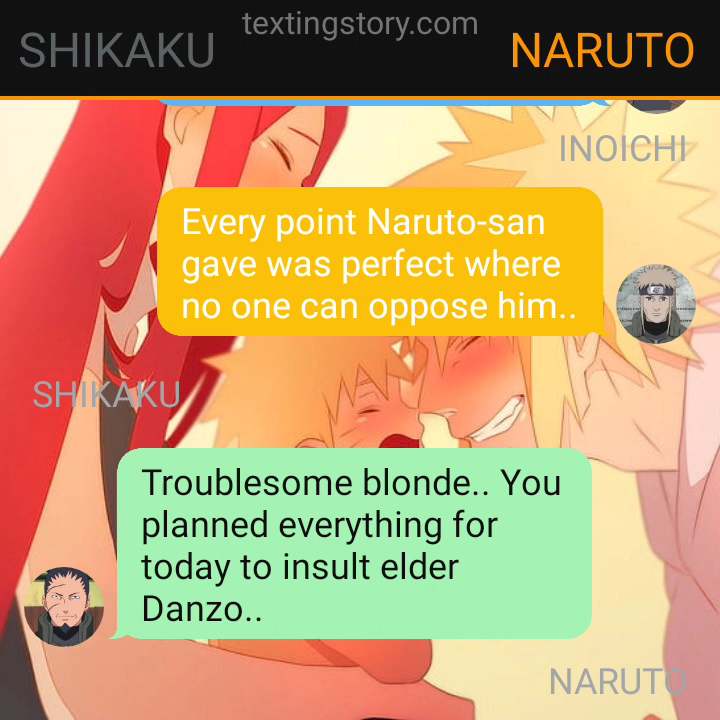 textingstory.com
SHIKAKU
NARUTO
INOICHI
Every point Naruto-san
gave was perfect where
no one can oppose him..
SHIKAKU
Troublesome blonde.. You
planned everything for
today to insult elder
Danzo..
NARUTO